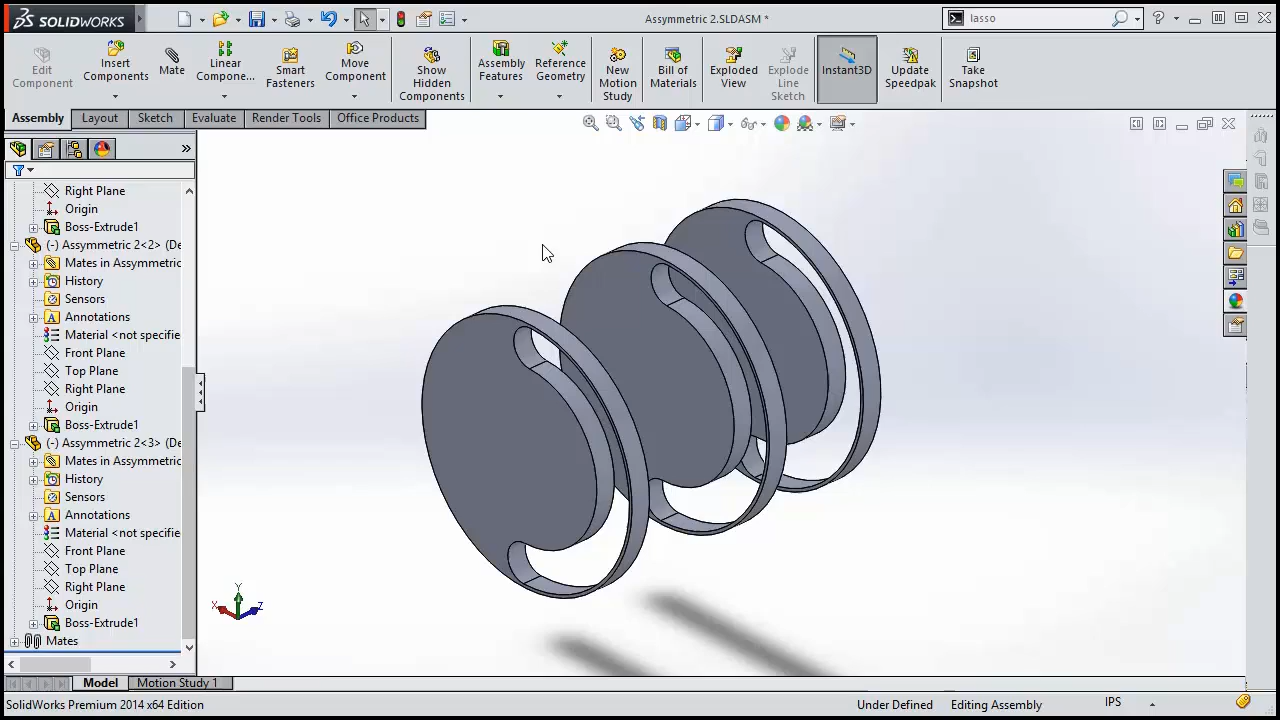 SOLIDWORKS
Assymmetric 2.SLDASM *
lasso
Edit Component
Insert Components
Mate
Linear Compone...
Smart Fasteners
Move Component
Show Hidden Components
Assembly Features
Reference Geometry
New Motion Study
Bill of Materials
Exploded View
Explode Line Sketch
Instant3D
Update Speedpak
Take Snapshot
Assembly
Layout
Sketch
Evaluate
Render Tools
Office Products
Right Plane
Origin
Boss-Extrude1
(-) Assymmetric 2<2> (De
Mates in Assymmetric
History
Sensors
Annotations
Material <not specifie
Front Plane
Top Plane
Right Plane
Origin
Boss-Extrude1
(-) Assymmetric 2<3> (De
Mates in Assymmetric
History
Sensors
Annotations
Material <not specifie
Front Plane
Top Plane
Right Plane
Origin
Boss-Extrude1
Mates
Y
X
Z
Model
Motion Study 1
SolidWorks Premium 2014 x64 Edition
Under Defined
Editing Assembly
IPS